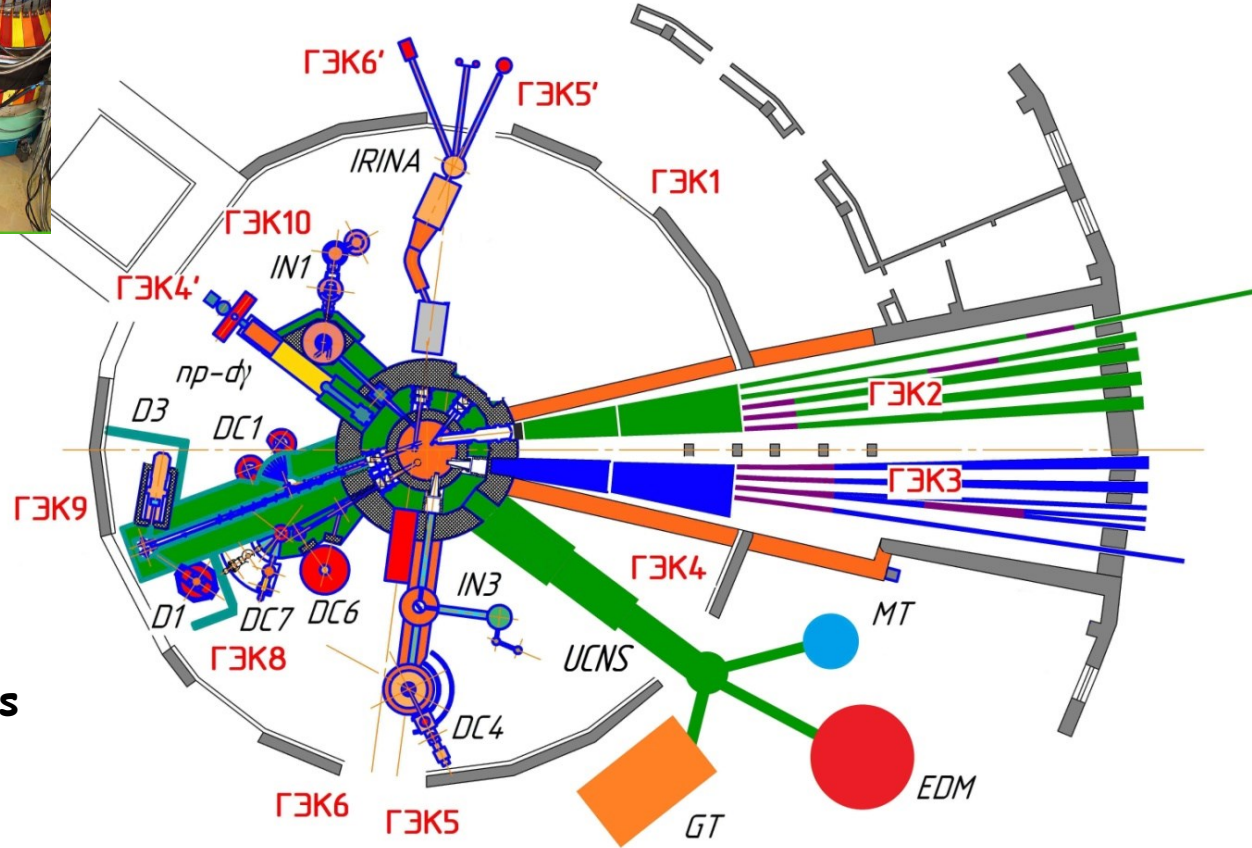 ГЭК6'
ГЭК5'
IRINA
ГЭК1
ГЭК10
IN1
ГЭК4'
np-dγ
D3
DC1
ГЭК2
ГЭК3
ГЭК9
ГЭК4
IN3
MT
D1
DC7
DC6
ГЭК8
UCNS
s
DC4
EDM
ГЭК6
ГЭК5
GT